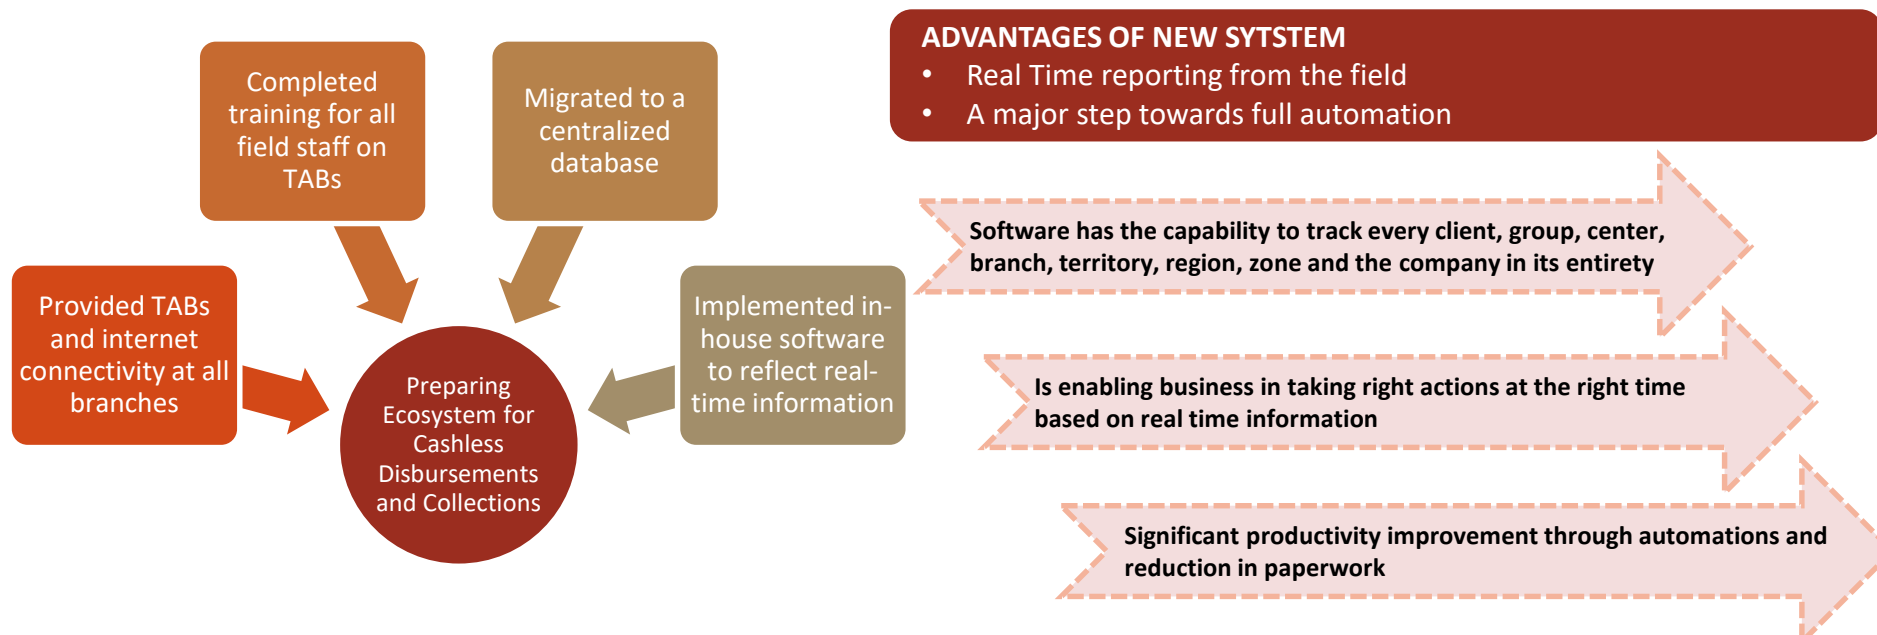 Completed
training for all
field staff on
TABs
Migrated to a
centralized
database
Provided TABs
and internet
connectivity at all
branches
Implemented in-
house software
to reflect real-
time information
Preparing
Ecosystem for
Cashless
Disbursements
and Collections
ADVANTAGES OF NEW SYTSTEM
• Real Time reporting from the field
• A major step towards full automation
Software has the capability to track every client, group, center,
branch, territory, region, zone and the company in its entirety
Is enabling business in taking right actions at the right time
based on real time information
Significant productivity improvement through automations and
reduction in paperwork